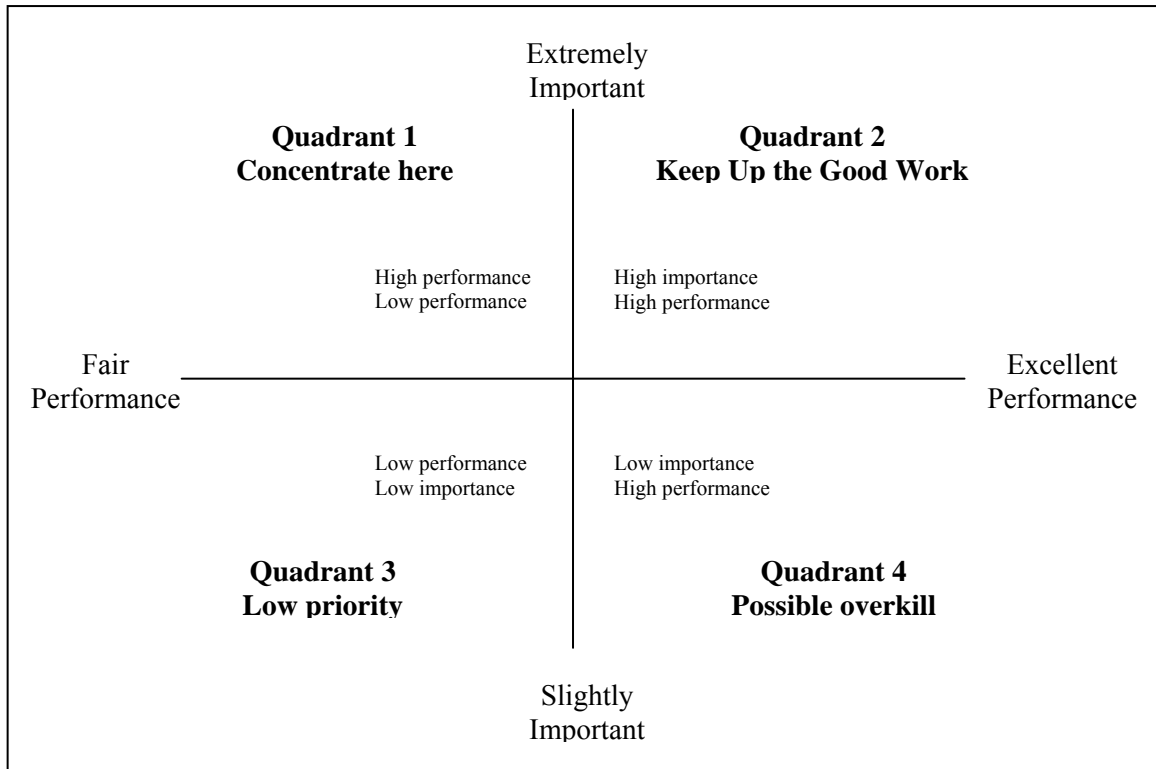 Extremely
Important
Quadrant 1
Concentrate here
Quadrant 2
Keep Up the Good Work
High performance
Low performance
High importance
High performance
Fair
Performance
Excellent
Performance
Low performance
Low importance
Low importance
High performance
Quadrant 3
Low priority
Quadrant 4
Possible overkill
Slightly
Important